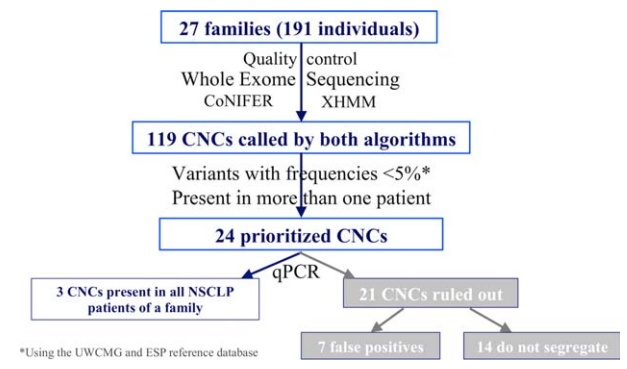 27 families (191 individuals)
Quality control
Whole Exome Sequencing
CoNIFER XHMM
119 CNCs called by both algorithms
Variants with frequencies <5%*
Present in more than one patient
24 prioritized CNCs
qPCR
3 CNCs present in all NSCLP
patients of a family
21 CNCs ruled out
7 false positives
14 do not segregate
*Using the UWCMG and ESP reference database